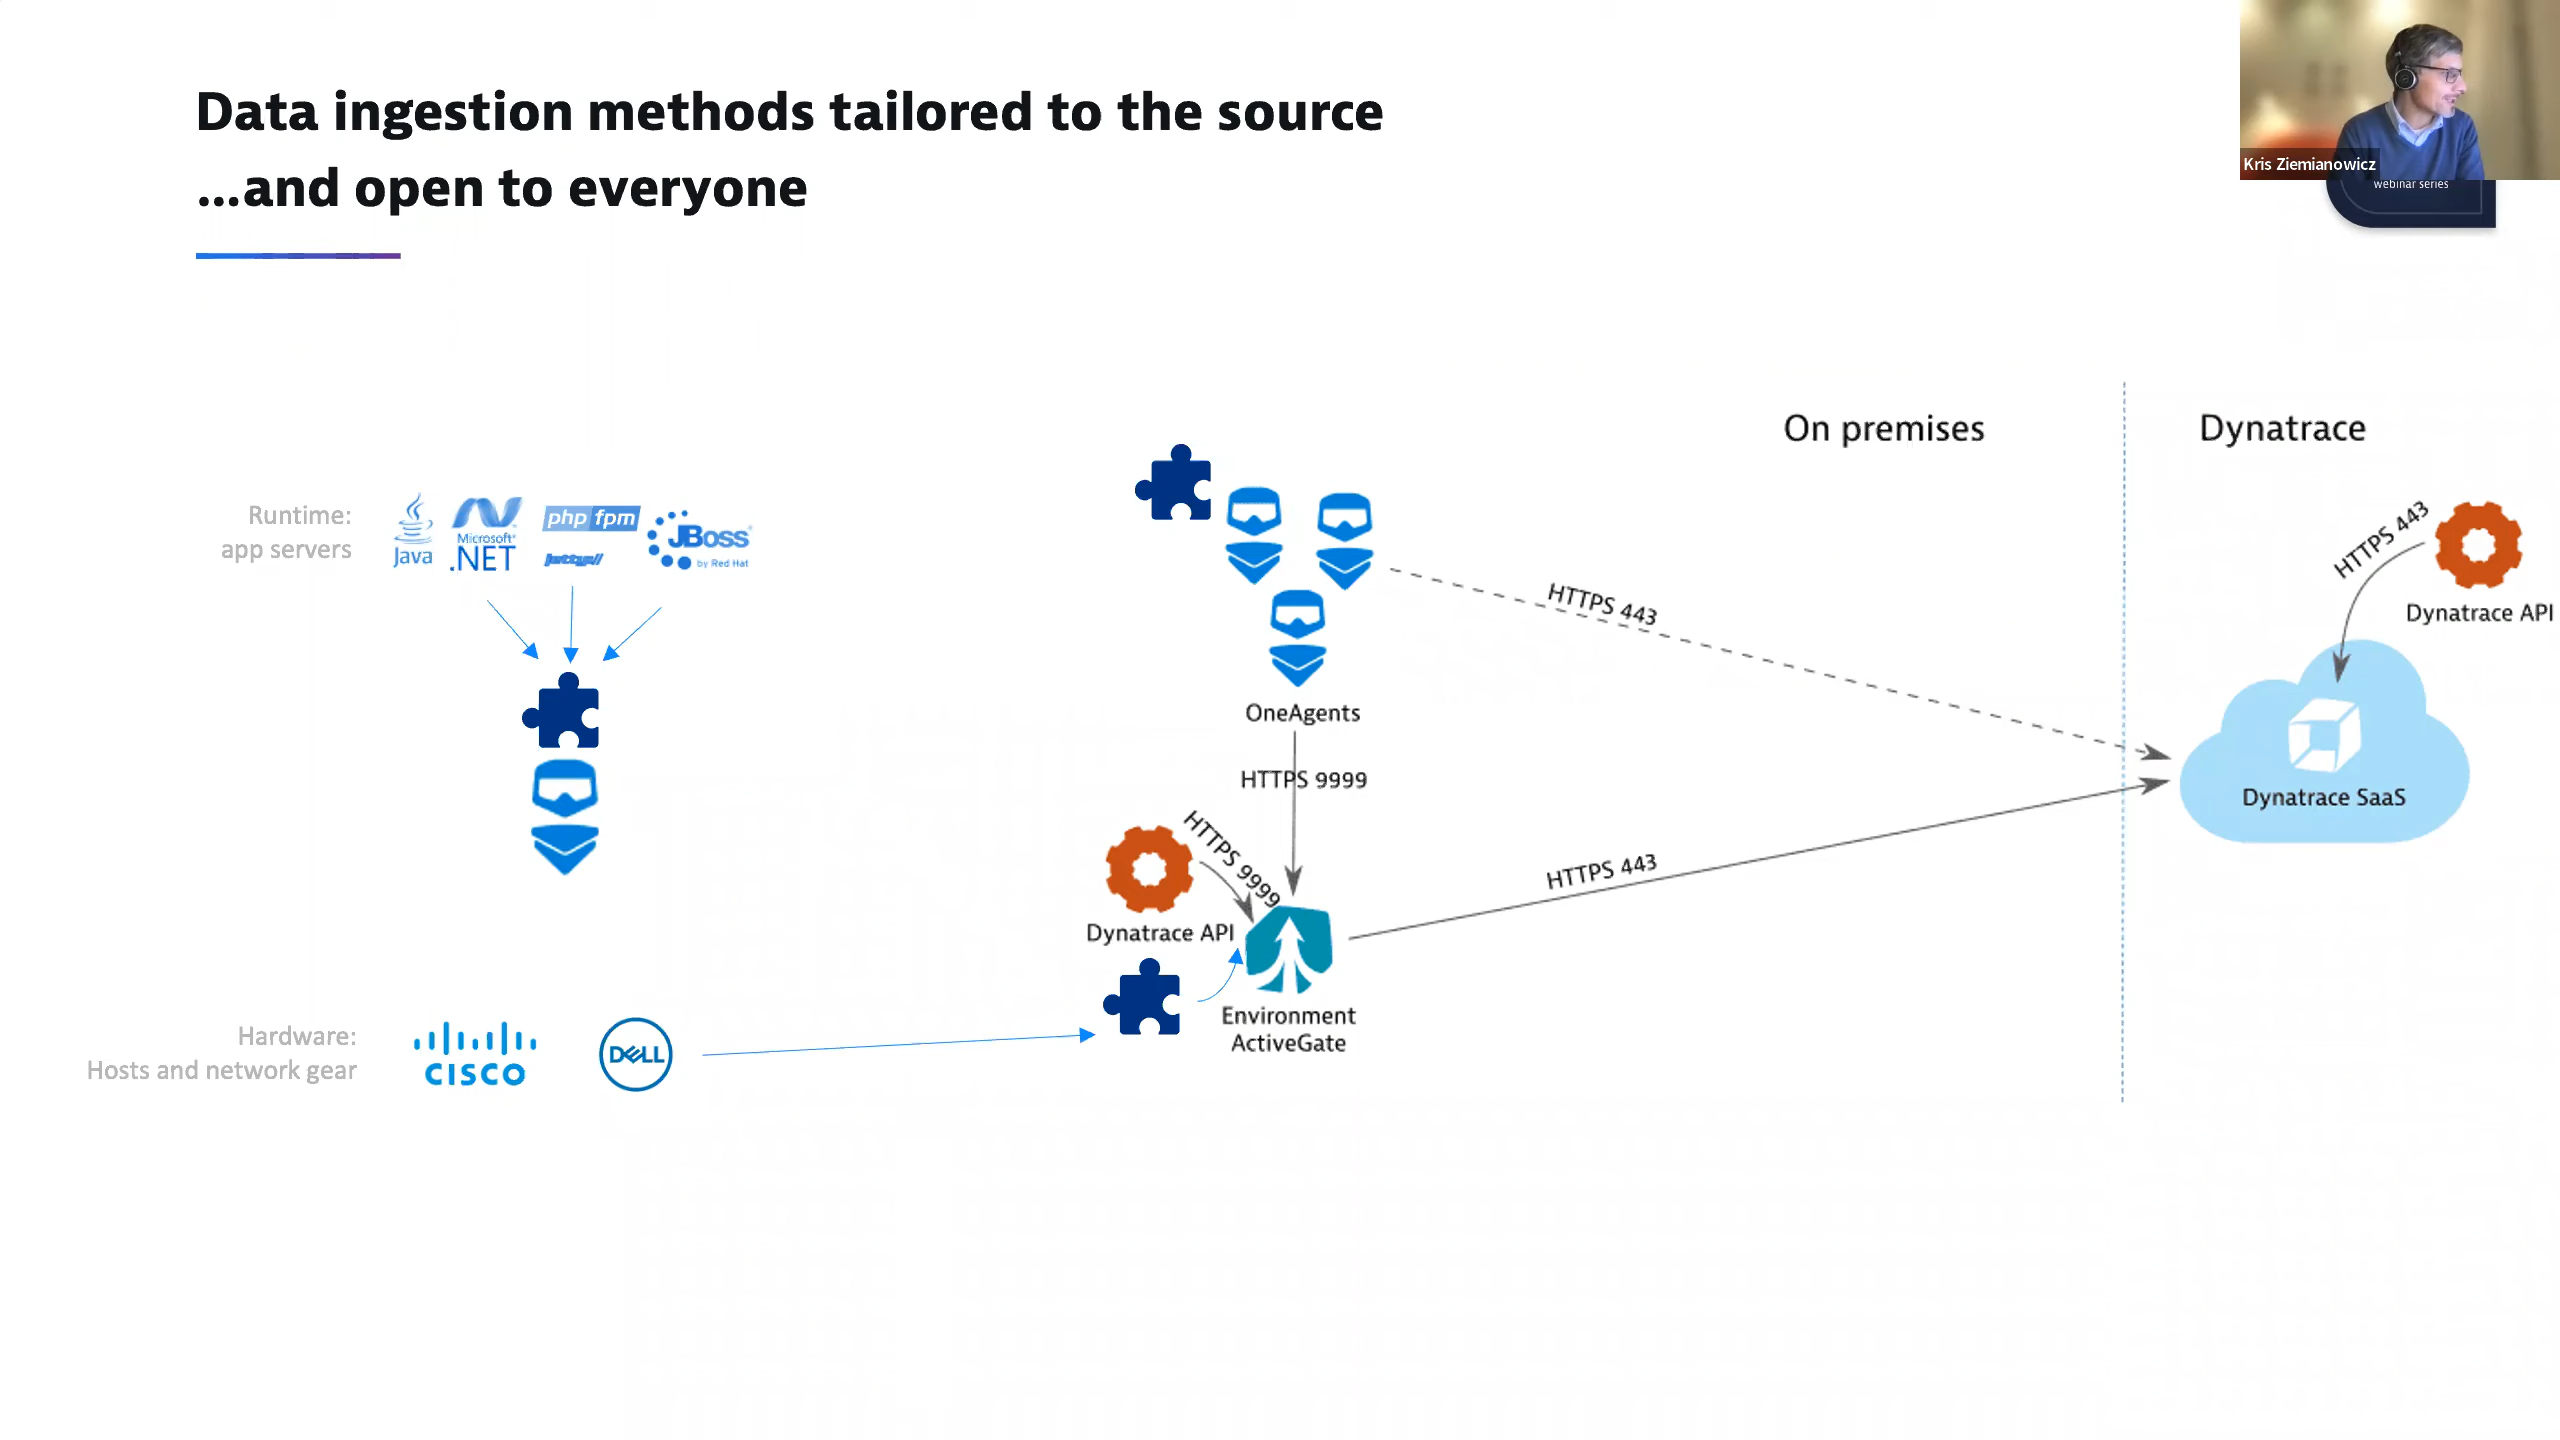 Data ingestion methods tailored to the source
...and open to everyone
Kris Ziemianowicz
webinar series
On premises
Dynatrace
Runtime:
app servers
Java
Microsoft
.NET
php fpm
jetty://
JBoss
by Red Hat
HTTPS 443
Dynatrace API
HTTPS 443
OneAgents
HTTPS 9999
Dynatrace SaaS
HTTPS 9999
Dynatrace API
HTTPS 443
Environment
ActiveGate
Hardware:
Hosts and network gear
CISCO
DELL